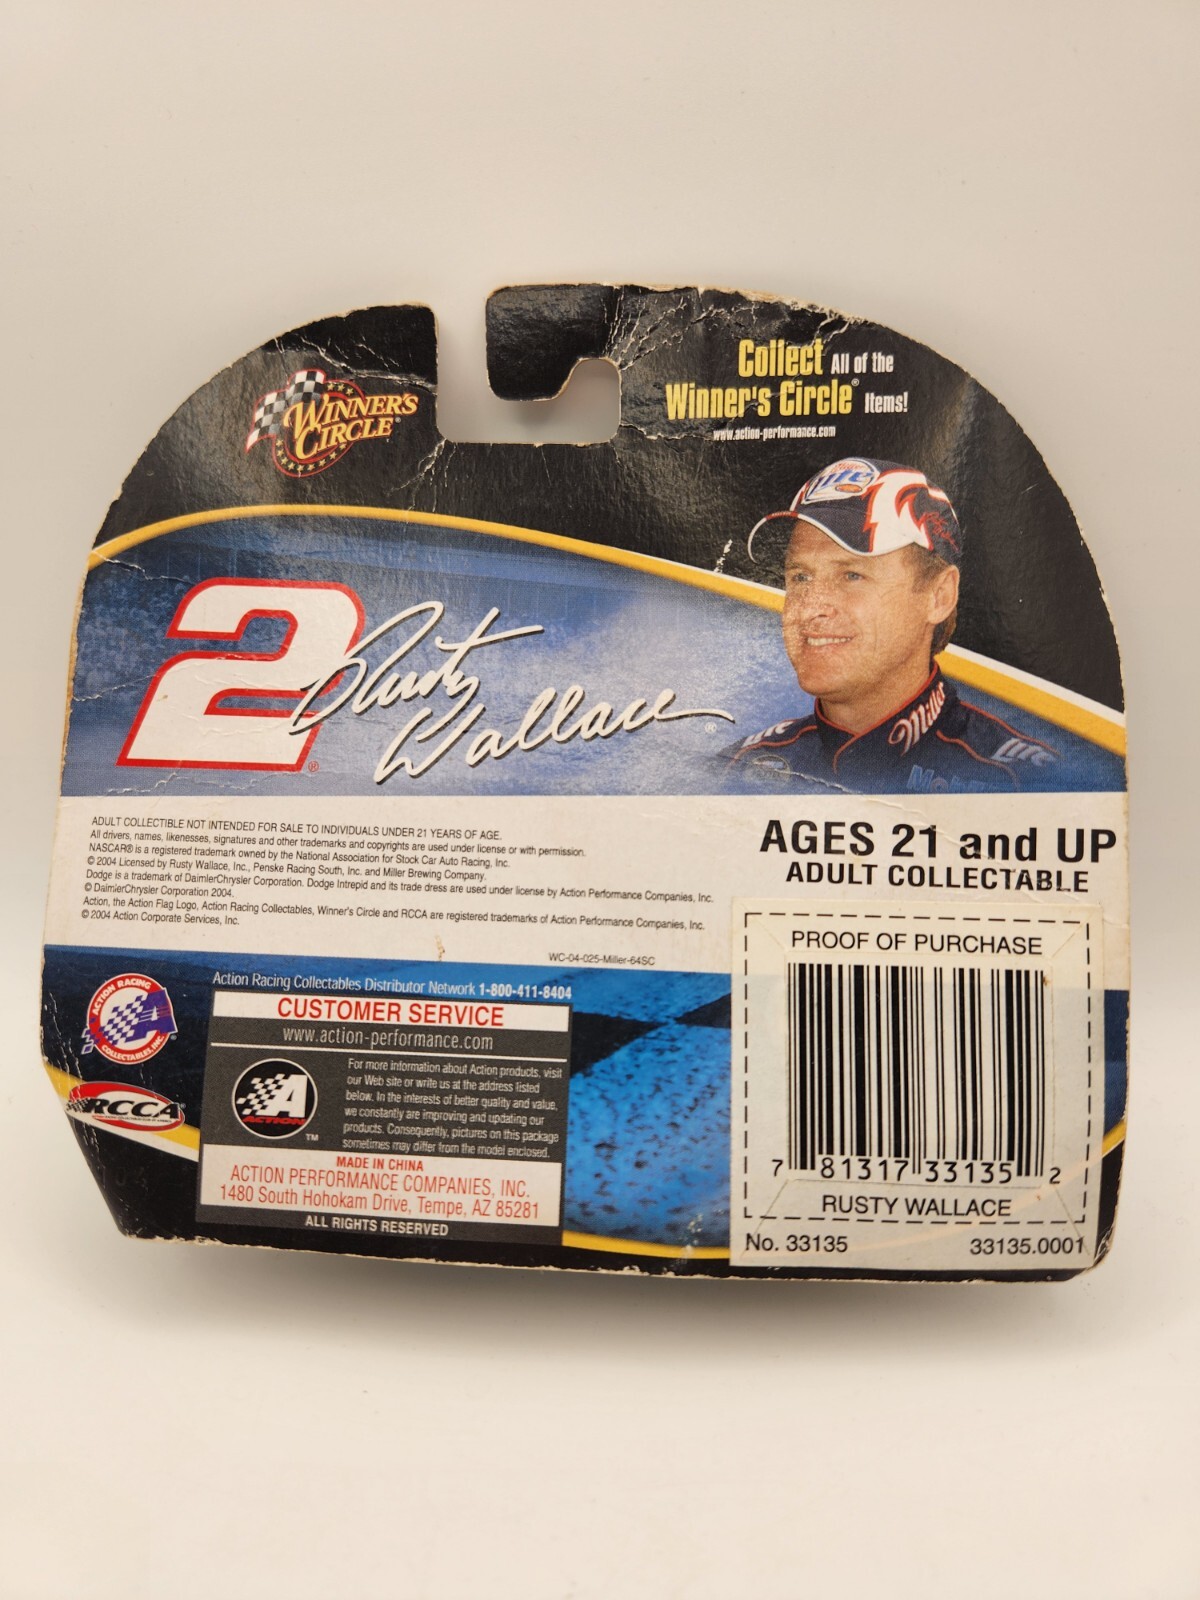 WINNER'S
CIRCLE®
Collect All of the
Winner's Circle® Items!
www.action-performance.com
Miller
Lite
2®
Rusty
Wallace®
Miller
Lite
ADULT COLLECTIBLE NOT INTENDED FOR SALE TO INDIVIDUALS UNDER 21 YEARS OF AGE.
All drivers, names, likenesses, signatures and other trademarks and copyrights are used under license or with permission.
NASCAR® is a registered trademark owned by the National Association for Stock Car Auto Racing, Inc.
© 2004 Licensed by Rusty Wallace, Inc., Penske Racing South, Inc. and Miller Brewing Company.
Dodge is a trademark of DaimlerChrysler Corporation. Dodge Intrepid and its trade dress are used under license by Action Performance Companies, Inc.
© DaimlerChrysler Corporation 2004.
Action, the Action Flag Logo, Action Racing Collectables, Winner's Circle and RCCA are registered trademarks of Action Performance Companies, Inc.
© 2004 Action Corporate Services, Inc.
WC-04-025-Miller-64SC
AGES 21 and UP
ADULT COLLECTABLE
ACTION RACING
COLLECTABLES, INC.
RCCA
Action Racing Collectables Distributor Network 1-800-411-8404
CUSTOMER SERVICE
www.action-performance.com
A
ACTION
TM
For more information about Action products, visit
our Web site or write us at the address listed
below. In the interests of better quality and value,
we constantly are improving and updating our
products. Consequently, pictures on this package
sometimes may differ from the model enclosed.
MADE IN CHINA
ACTION PERFORMANCE COMPANIES, INC.
1480 South Hohokam Drive, Tempe, AZ 85281
ALL RIGHTS RESERVED
PROOF OF PURCHASE
7 81317 33135 2
RUSTY WALLACE
No. 33135 33135.0001